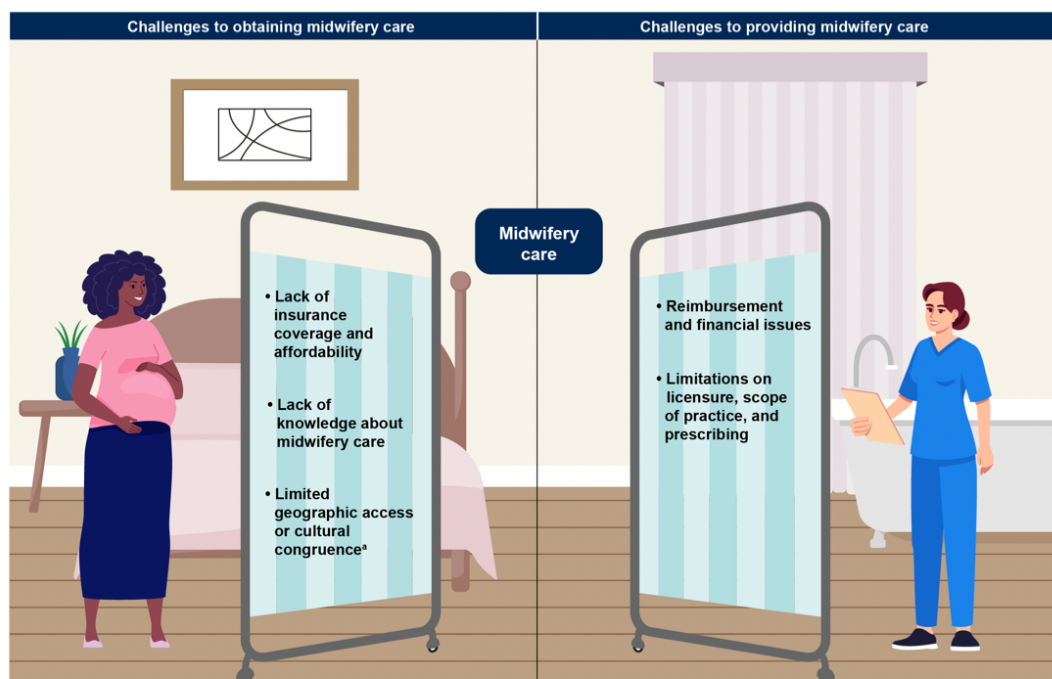 Challenges to obtaining midwifery care
Challenges to providing midwifery care
Midwifery
care
• Lack of
insurance
coverage and
affordability
• Lack of
knowledge about
midwifery care
• Limited
geographic access
or cultural
congruenceª
• Reimbursement
and financial issues
• Limitations on
licensure, scope
of practice, and
prescribing